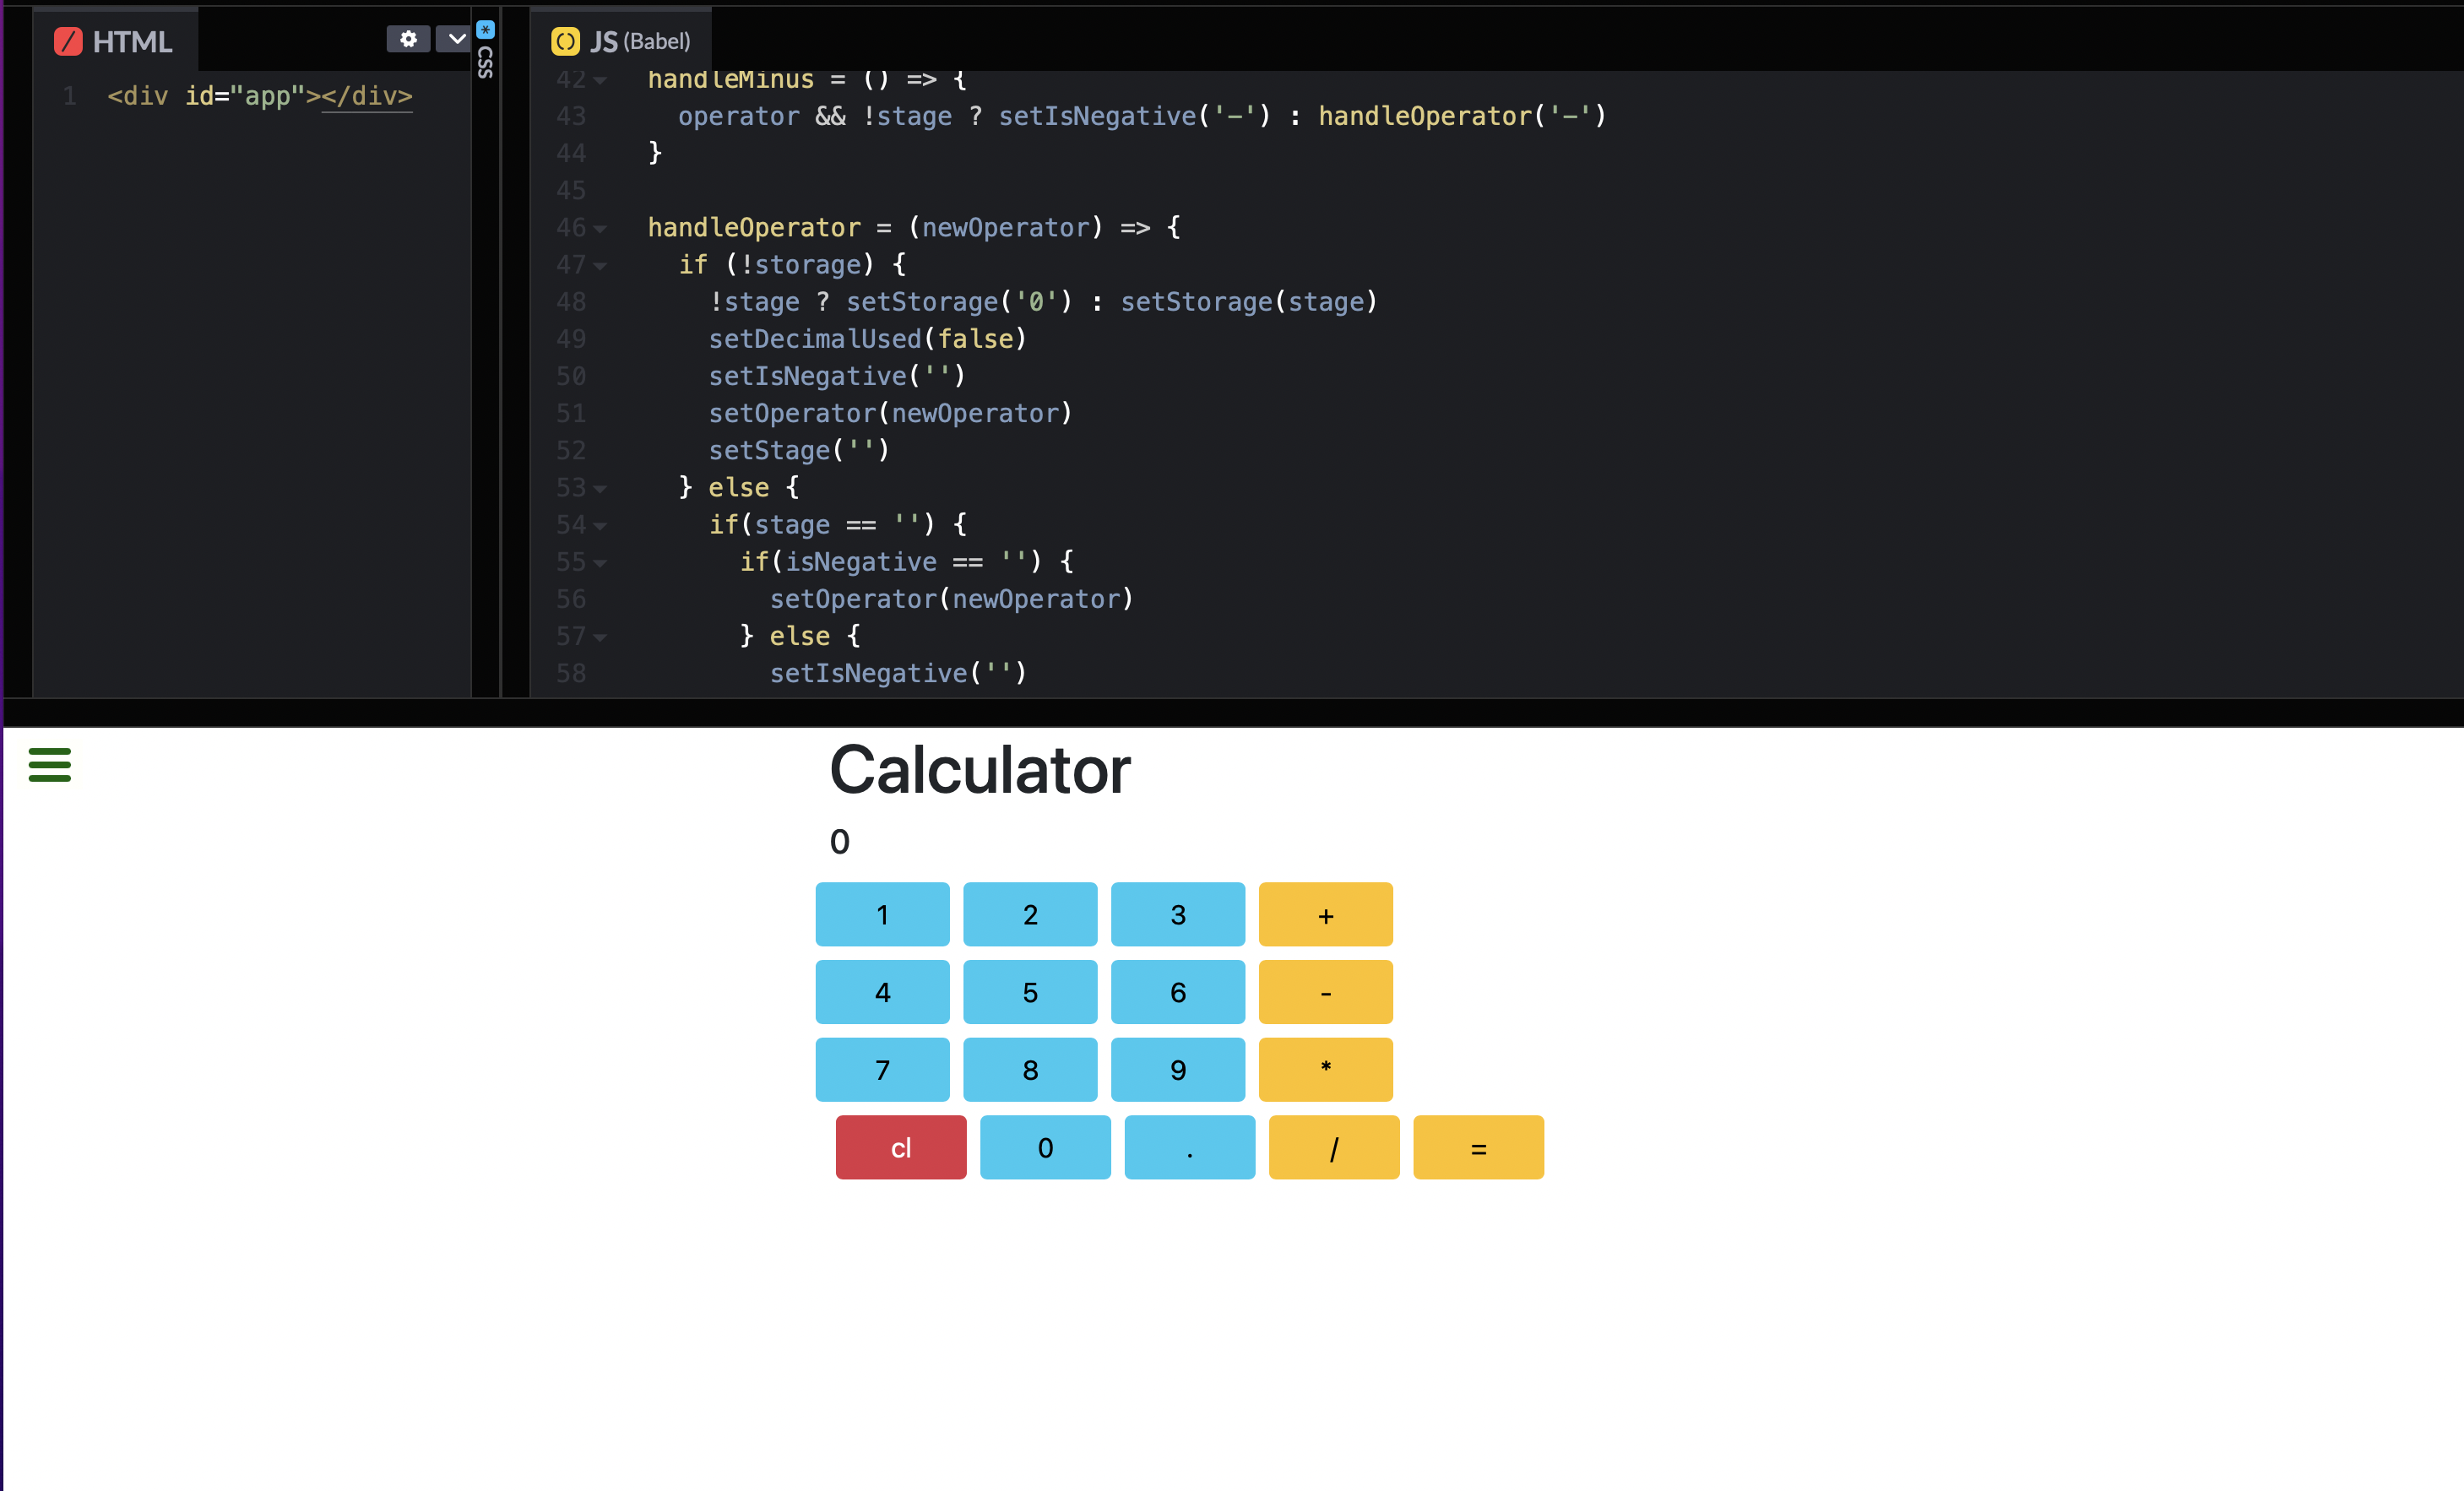 HTML
1 <div id="app"></div>
* CSS
JS (Babel)
42 handleMinus = () => {
43 operator && !stage ? setIsNegative('-') : handleOperator('-')
44 }
45
46 handleOperator = (newOperator) => {
47 if (!storage) {
48 !stage ? setStorage('0') : setStorage(stage)
49 setDecimalUsed(false)
50 setIsNegative('')
51 setOperator(newOperator)
52 setStage('')
53 } else {
54 if(stage == '') {
55 if(isNegative == '') {
56 setOperator(newOperator)
57 } else {
58 setIsNegative('')
Calculator
0
1 2 3 +
4 5 6 -
7 8 9 *
cl 0 . / =